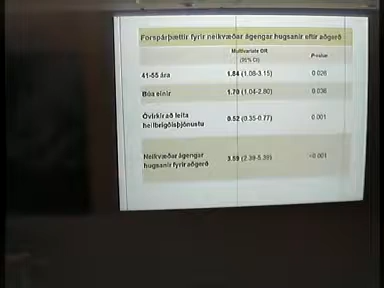 Forspárþættir fyrir neikvæðar ágengar hugsanir eftir aðgerð
Multivariate OR
(95% CI)
P-value
41-55 ára 1.84 (1.08-3.15) 0.026
Búa einir 1.70 (1.04-2.80) 0.036
Óvirkir að leita
heilbrigðisþjónustu 0.52 (0.35-0.77) 0.001
Neikvæðar ágengar
hugsanir fyrir aðgerð 3.59 (2.39-5.39) <0.001